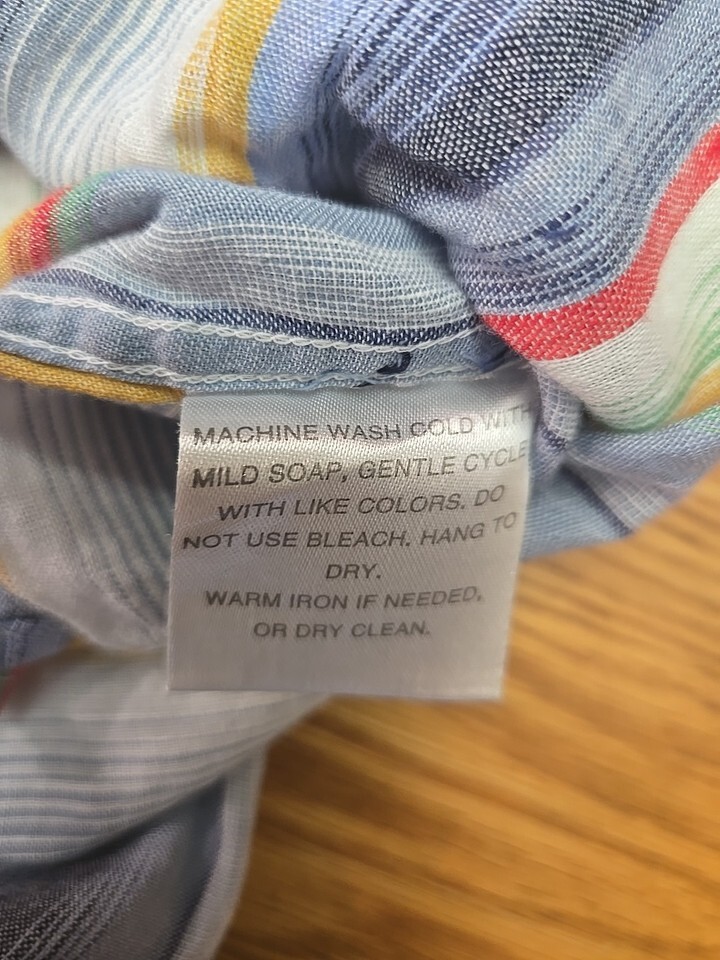 MACHINE WASH COLD WITH
MILD SOAP, GENTLE CYCLE
WITH LIKE COLORS. DO
NOT USE BLEACH. HANG TO
DRY.
WARM IRON IF NEEDED,
OR DRY CLEAN.